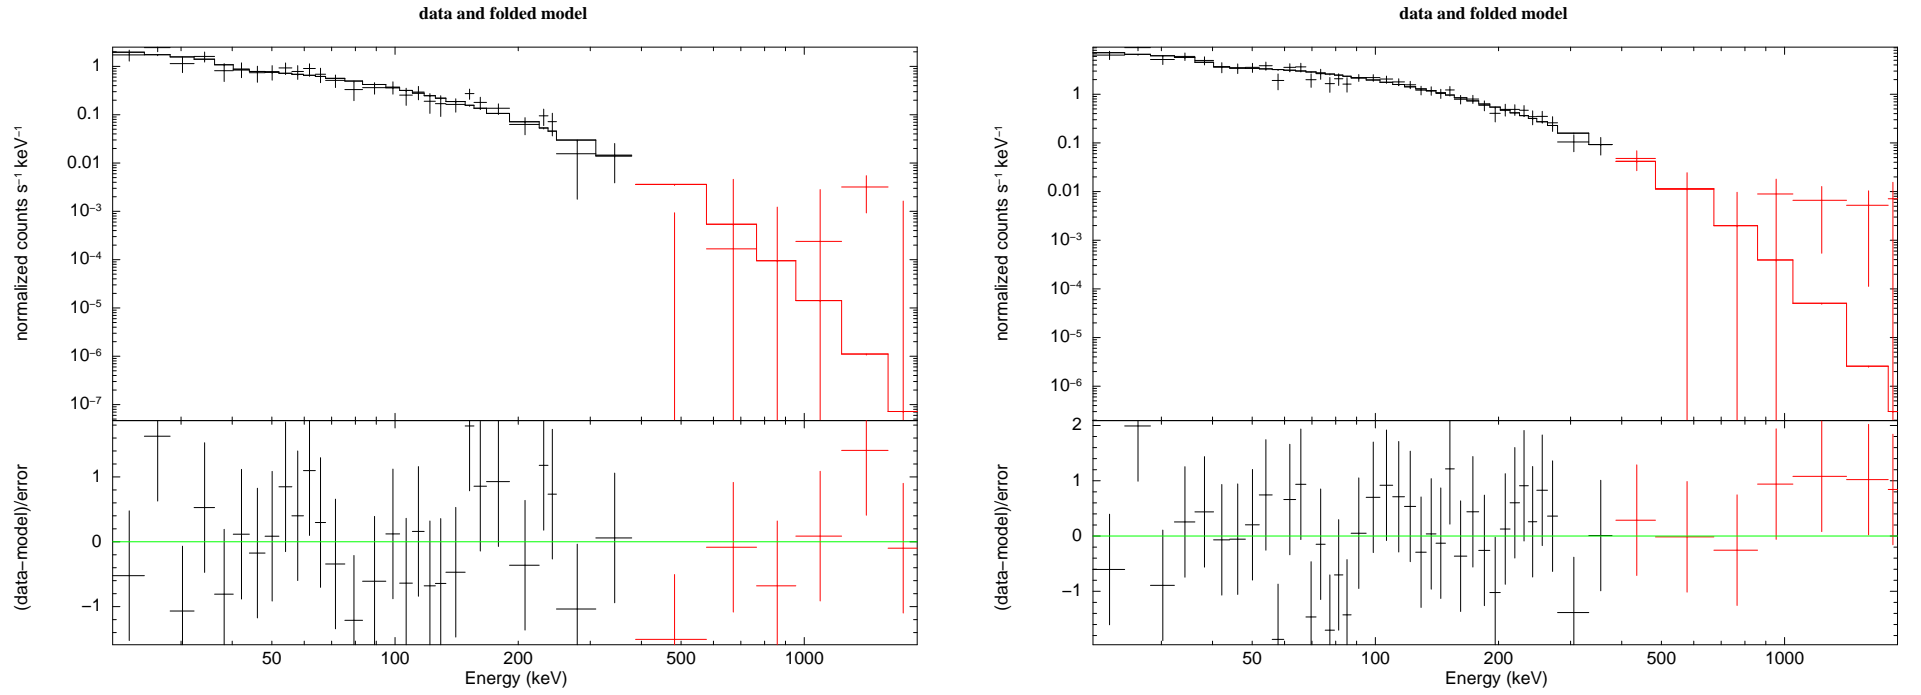 data and folded model
normalized counts s⁻¹ keV⁻¹
1
0.1
0.01
10⁻³
10⁻⁴
10⁻⁵
10⁻⁶
10⁻⁷
(data−model)/error
1
0
−1
50 100 200 500 1000
Energy (keV)
data and folded model
normalized counts s⁻¹ keV⁻¹
1
0.1
0.01
10⁻³
10⁻⁴
10⁻⁵
10⁻⁶
(data−model)/error
2
1
0
−1
50 100 200 500 1000
Energy (keV)